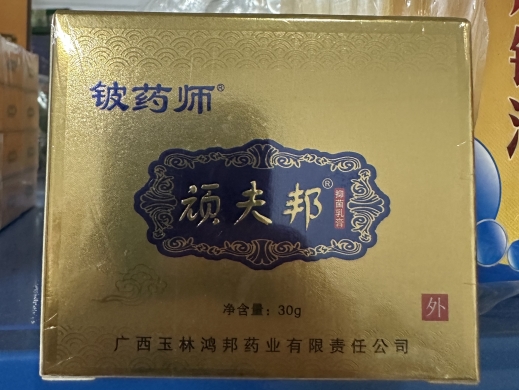 铍药师®
顽夫邦®
抑菌乳膏
净含量：30g
外
广西玉林鸿邦药业有限责任公司